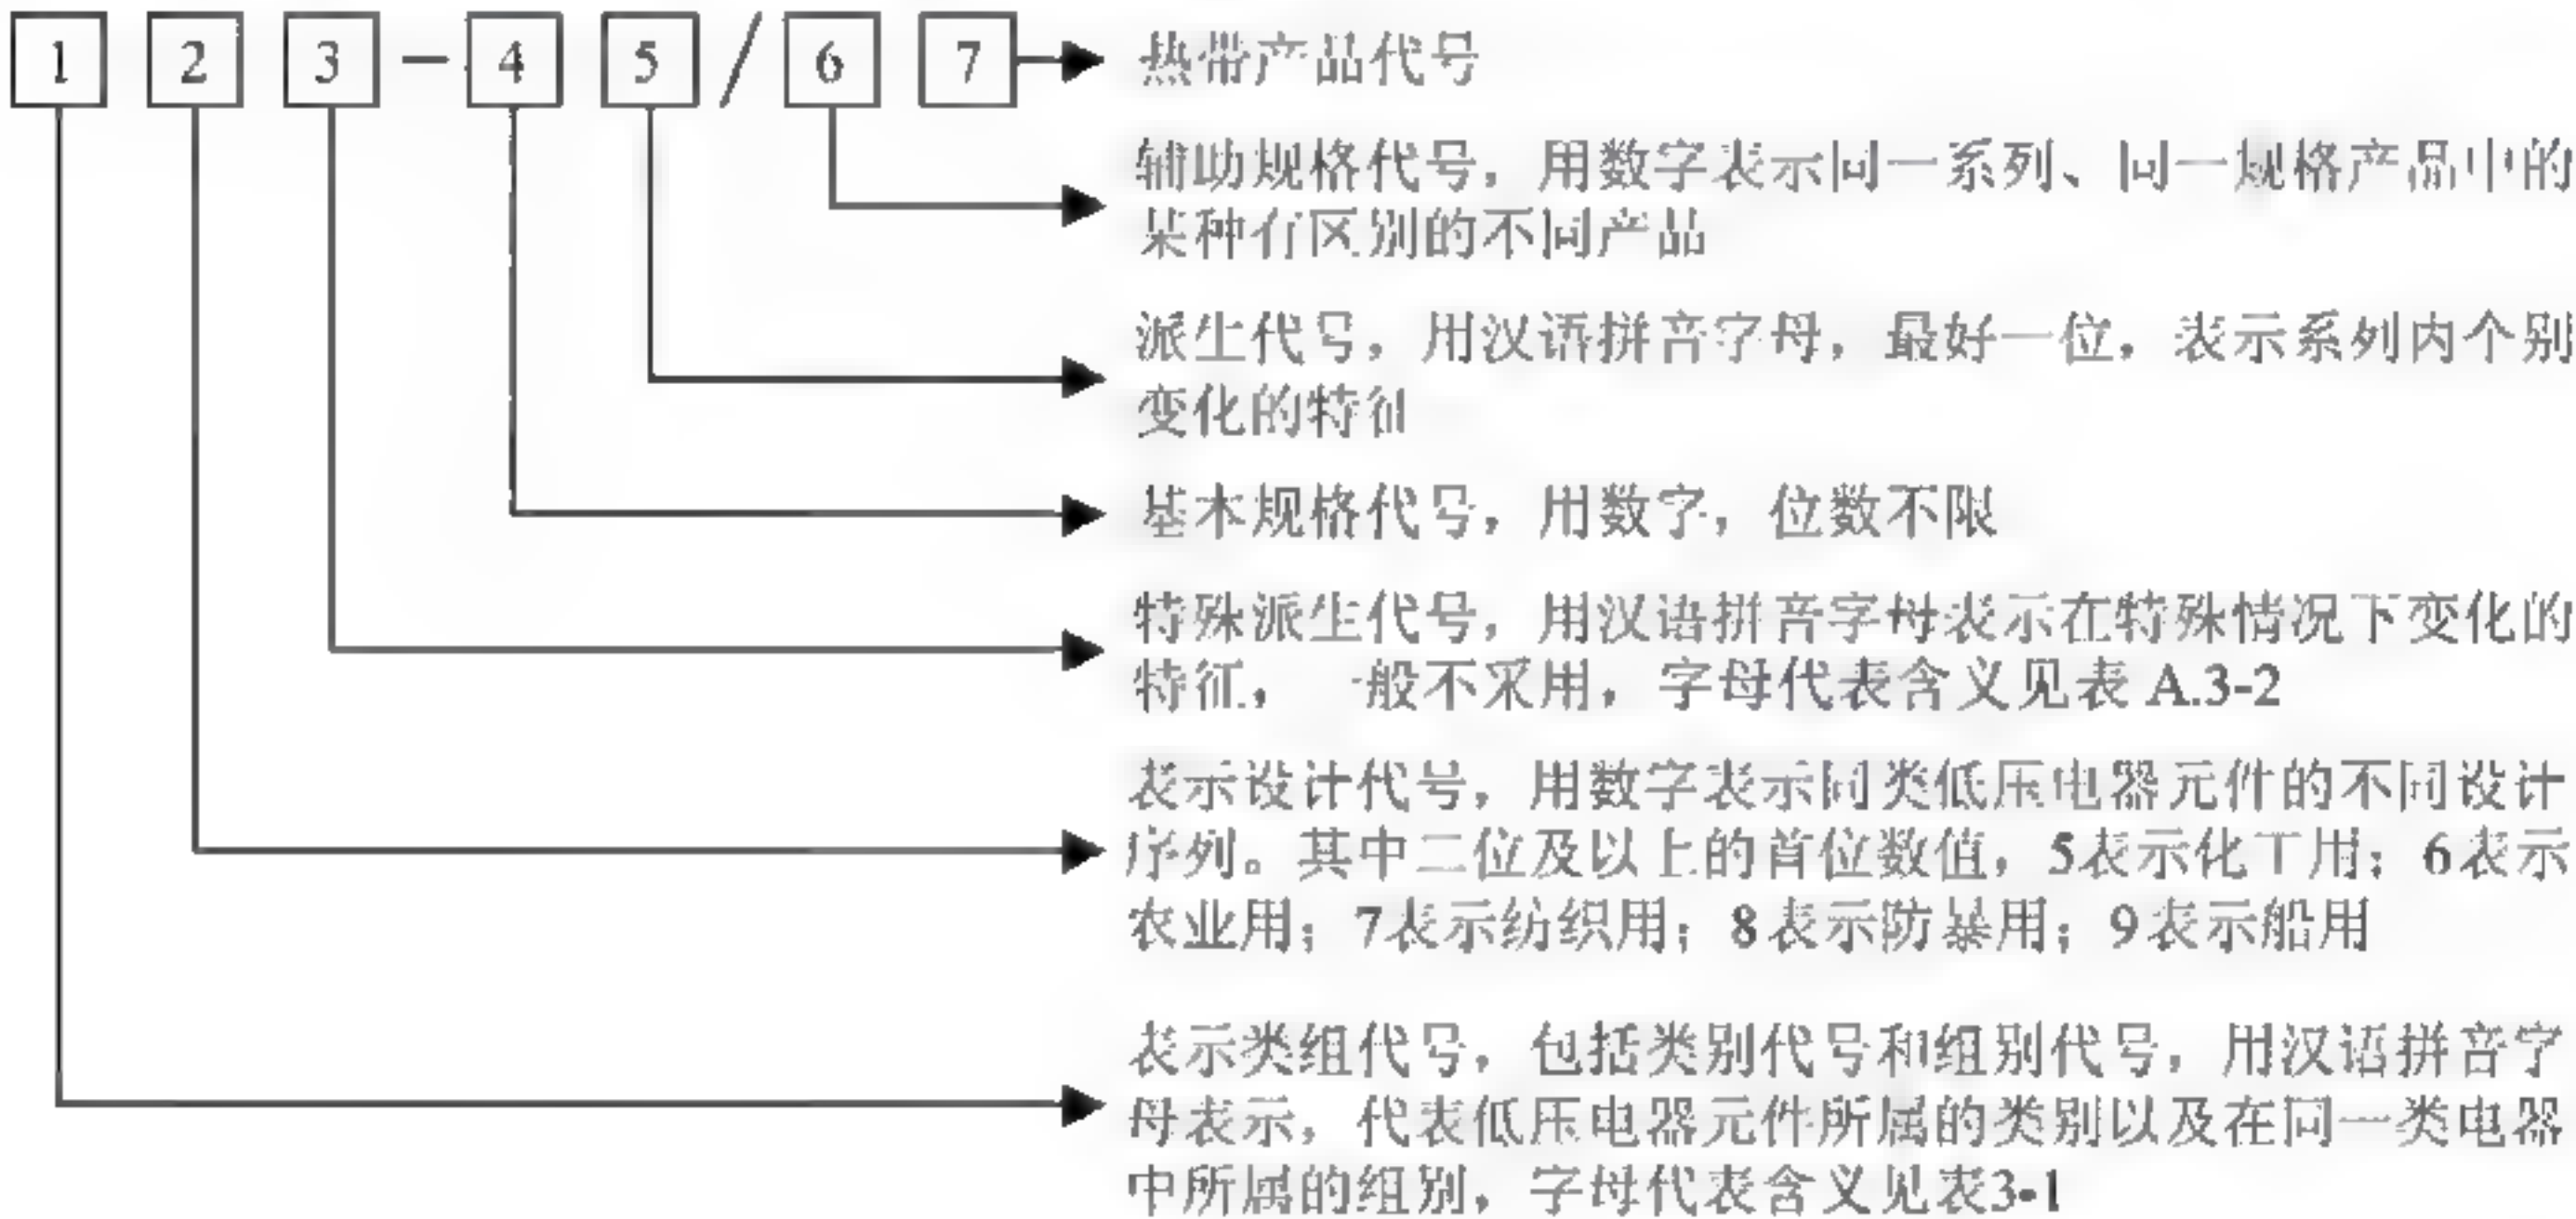 1 2 3 - 4 5 / 6 7
热带产品代号
辅助规格代号，用数字表示同一系列、同一规格产品中的
某种有区别的不同产品
派生代号，用汉语拼音字母，最好一位，表示系列内个别
变化的特征
基本规格代号，用数字，位数不限
特殊派生代号，用汉语拼音字母表示在特殊情况下变化的
特征，一般不采用，字母代表含义见表 A.3-2
表示设计代号，用数字表示同类低压电器元件的不同设计
序列。其中二位及以上的首位数值，5表示化工用；6表示
农业用；7表示纺织用；8表示防暴用；9表示船用
表示类组代号，包括类别代号和组别代号，用汉语拼音字
母表示，代表低压电器元件所属的类别以及在同一类电器
中所属的组别，字母代表含义见表3-1